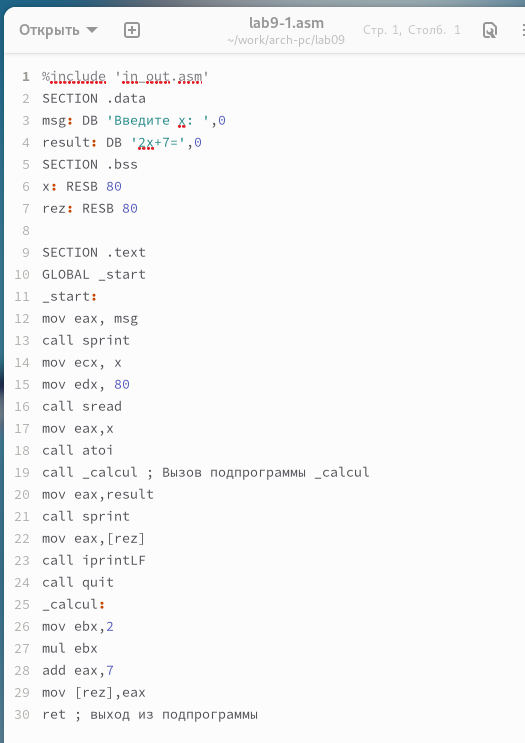 Открыть lab9-1.asm Стр. 1, Столб. 1
~/work/arch-pc/lab09
1 %include 'in_out.asm'
2 SECTION .data
3 msg: DB 'Введите x: ',0
4 result: DB '2x+7=',0
5 SECTION .bss
6 x: RESB 80
7 rez: RESB 80
8
9 SECTION .text
10 GLOBAL _start
11 _start:
12 mov eax, msg
13 call sprint
14 mov ecx, x
15 mov edx, 80
16 call sread
17 mov eax,x
18 call atoi
19 call _calcul ; Вызов подпрограммы _calcul
20 mov eax,result
21 call sprint
22 mov eax,[rez]
23 call iprintLF
24 call quit
25 _calcul:
26 mov ebx,2
27 mul ebx
28 add eax,7
29 mov [rez],eax
30 ret ; выход из подпрограммы